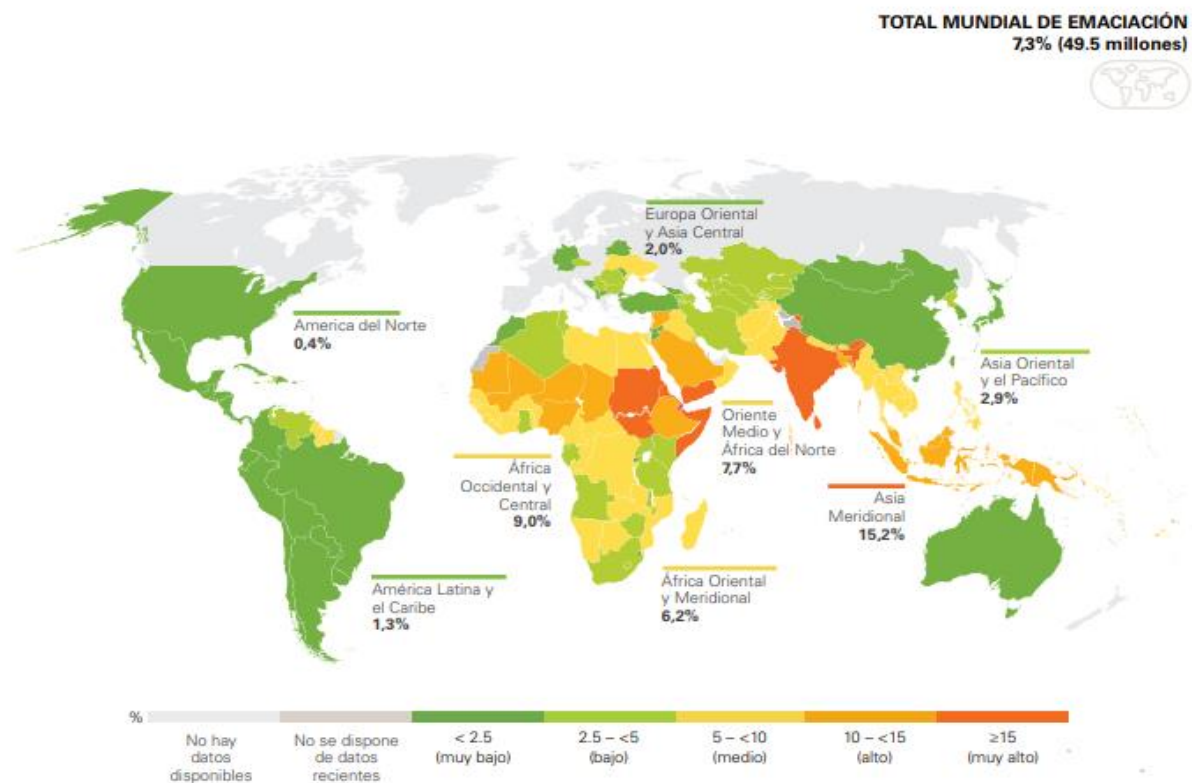 TOTAL MUNDIAL DE EMACIACIÓN
7,3% (49.5 millones)
Europa Oriental
y Asia Central
2,0%
America del Norte
0,4%
Asia Oriental
y el Pacífico
2,9%
Oriente
Medio y
África del Norte
7,7%
África
Occidental y
Central
9,0%
Asia
Meridional
15,2%
América Latina y
el Caribe
1,3%
África Oriental
y Meridional
6,2%
%
No hay
datos
disponibles
No se dispone
de datos
recientes
< 2.5
(muy bajo)
2.5 – <5
(bajo)
5 – <10
(medio)
10 – <15
(alto)
≥15
(muy alto)